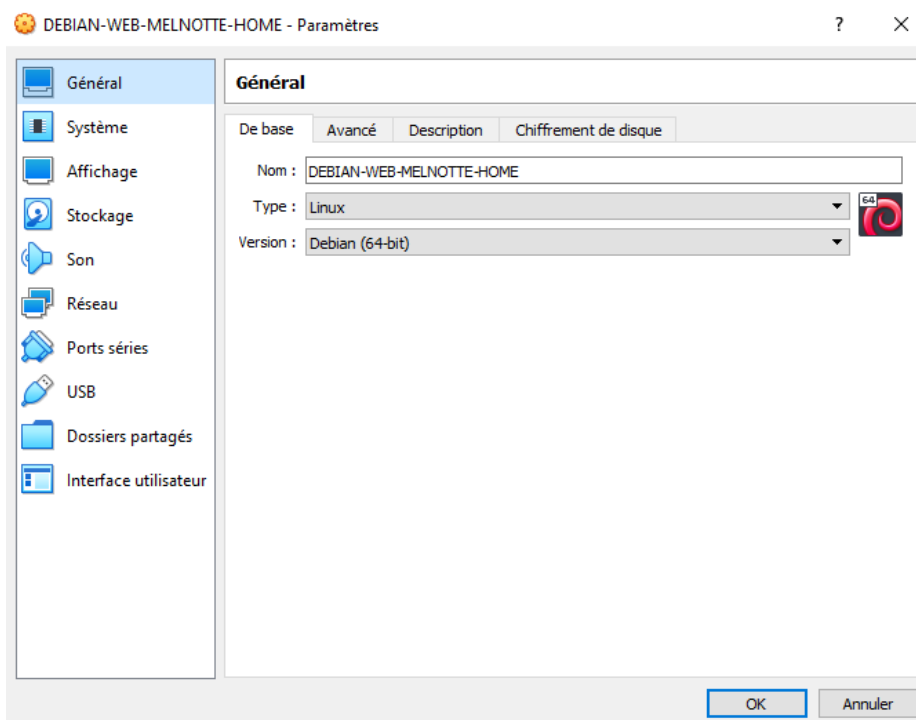 DEBIAN-WEB-MELNOTTE-HOME - Paramètres ? ✕
Général
Système
Affichage
Stockage
Son
Réseau
Ports séries
USB
Dossiers partagés
Interface utilisateur
Général
De base Avancé Description Chiffrement de disque
Nom : DEBIAN-WEB-MELNOTTE-HOME
Type : Linux
64
Version : Debian (64-bit)
OK Annuler